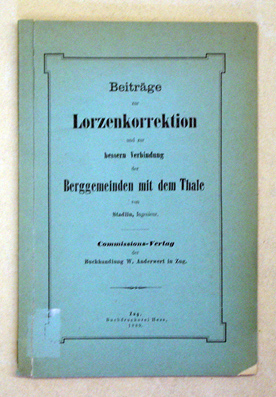 Beiträge
zur
Lorzenkorrektion
und zur
bessern Verbindung
der
Berggemeinden mit dem Thale
von
Stadlin, Ingenieur.
Commissions-Verlag
der
Buchhandlung W. Anderwert in Zug.
Zug.
Buchdruckerei